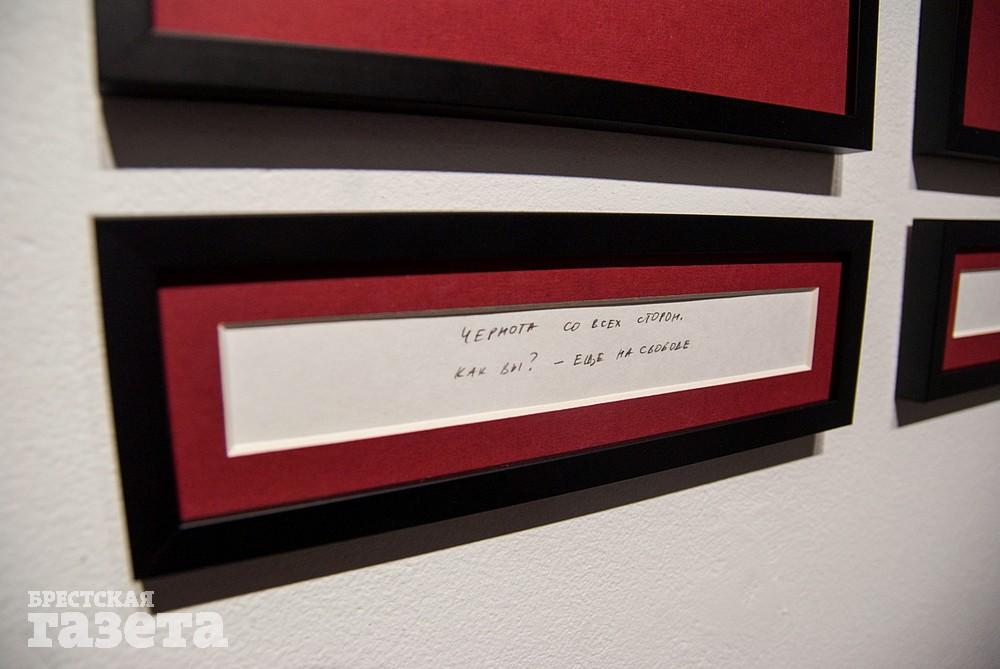 ЧЕРНОТА СО ВСЕХ СТОРОН.
КАК ВЫ? – ЕЩЕ НА СВОБОДЕ
БРЕСТСКАЯ
газета